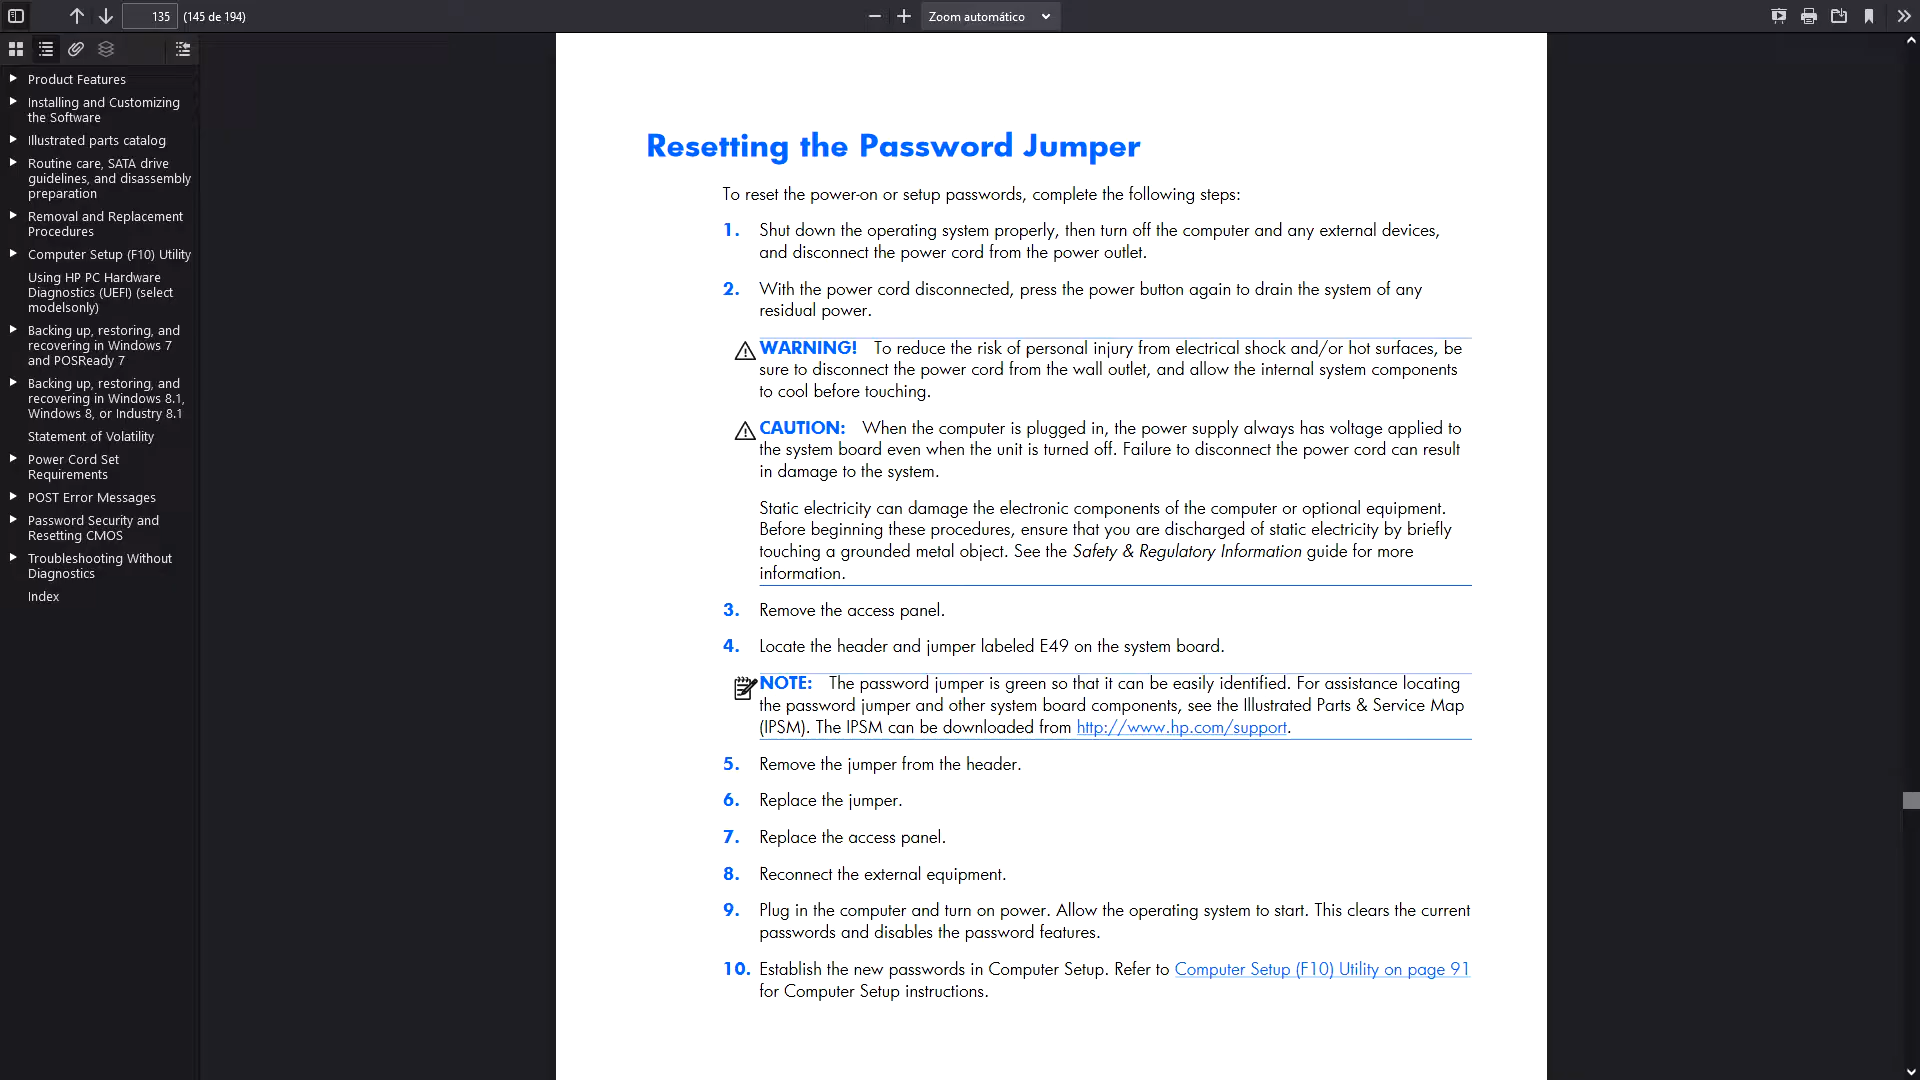 135
(145 de 194)
Zoom automático
Product Features
Installing and Customizing
the Software
Illustrated parts catalog
Routine care, SATA drive
guidelines, and disassembly
preparation
Removal and Replacement
Procedures
Computer Setup (F10) Utility
Using HP PC Hardware
Diagnostics (UEFI) (select
modelsonly)
Backing up, restoring, and
recovering in Windows 7
and POSReady 7
Backing up, restoring, and
recovering in Windows 8.1,
Windows 8, or Industry 8.1
Statement of Volatility
Power Cord Set
Requirements
POST Error Messages
Password Security and
Resetting CMOS
Troubleshooting Without
Diagnostics
Index
Resetting the Password Jumper
To reset the power-on or setup passwords, complete the following steps:
1. Shut down the operating system properly, then turn off the computer and any external devices,
and disconnect the power cord from the power outlet.
2. With the power cord disconnected, press the power button again to drain the system of any
residual power.
WARNING! To reduce the risk of personal injury from electrical shock and/or hot surfaces, be
sure to disconnect the power cord from the wall outlet, and allow the internal system components
to cool before touching.
CAUTION: When the computer is plugged in, the power supply always has voltage applied to
the system board even when the unit is turned off. Failure to disconnect the power cord can result
in damage to the system.
Static electricity can damage the electronic components of the computer or optional equipment.
Before beginning these procedures, ensure that you are discharged of static electricity by briefly
touching a grounded metal object. See the Safety & Regulatory Information guide for more
information.
3. Remove the access panel.
4. Locate the header and jumper labeled E49 on the system board.
NOTE: The password jumper is green so that it can be easily identified. For assistance locating
the password jumper and other system board components, see the Illustrated Parts & Service Map
(IPSM). The IPSM can be downloaded from http://www.hp.com/support.
5. Remove the jumper from the header.
6. Replace the jumper.
7. Replace the access panel.
8. Reconnect the external equipment.
9. Plug in the computer and turn on power. Allow the operating system to start. This clears the current
passwords and disables the password features.
10. Establish the new passwords in Computer Setup. Refer to Computer Setup (F10) Utility on page 91
for Computer Setup instructions.